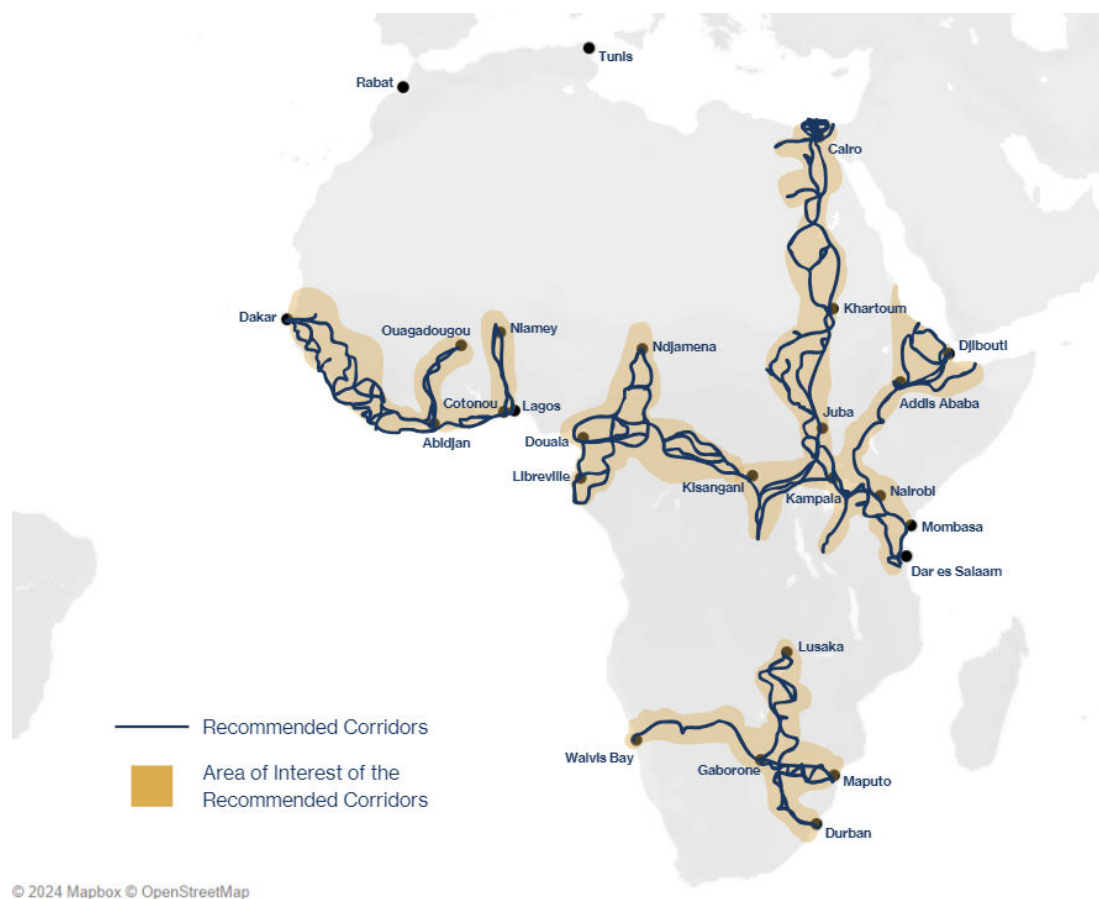 Tunis
Rabat
Cairo
Dakar
Khartoum
Ouagadougou
Niamey
Ndjamena
Djibouti
Addis Ababa
Cotonou
Lagos
Juba
Abidjan
Douala
Libreville
Kisangani
Kampala
Nairobi
Mombasa
Dar es Salaam
Lusaka
Recommended Corridors
Walvis Bay
Area of Interest of the
Recommended Corridors
Gaborone
Maputo
Durban
© 2024 Mapbox © OpenStreetMap